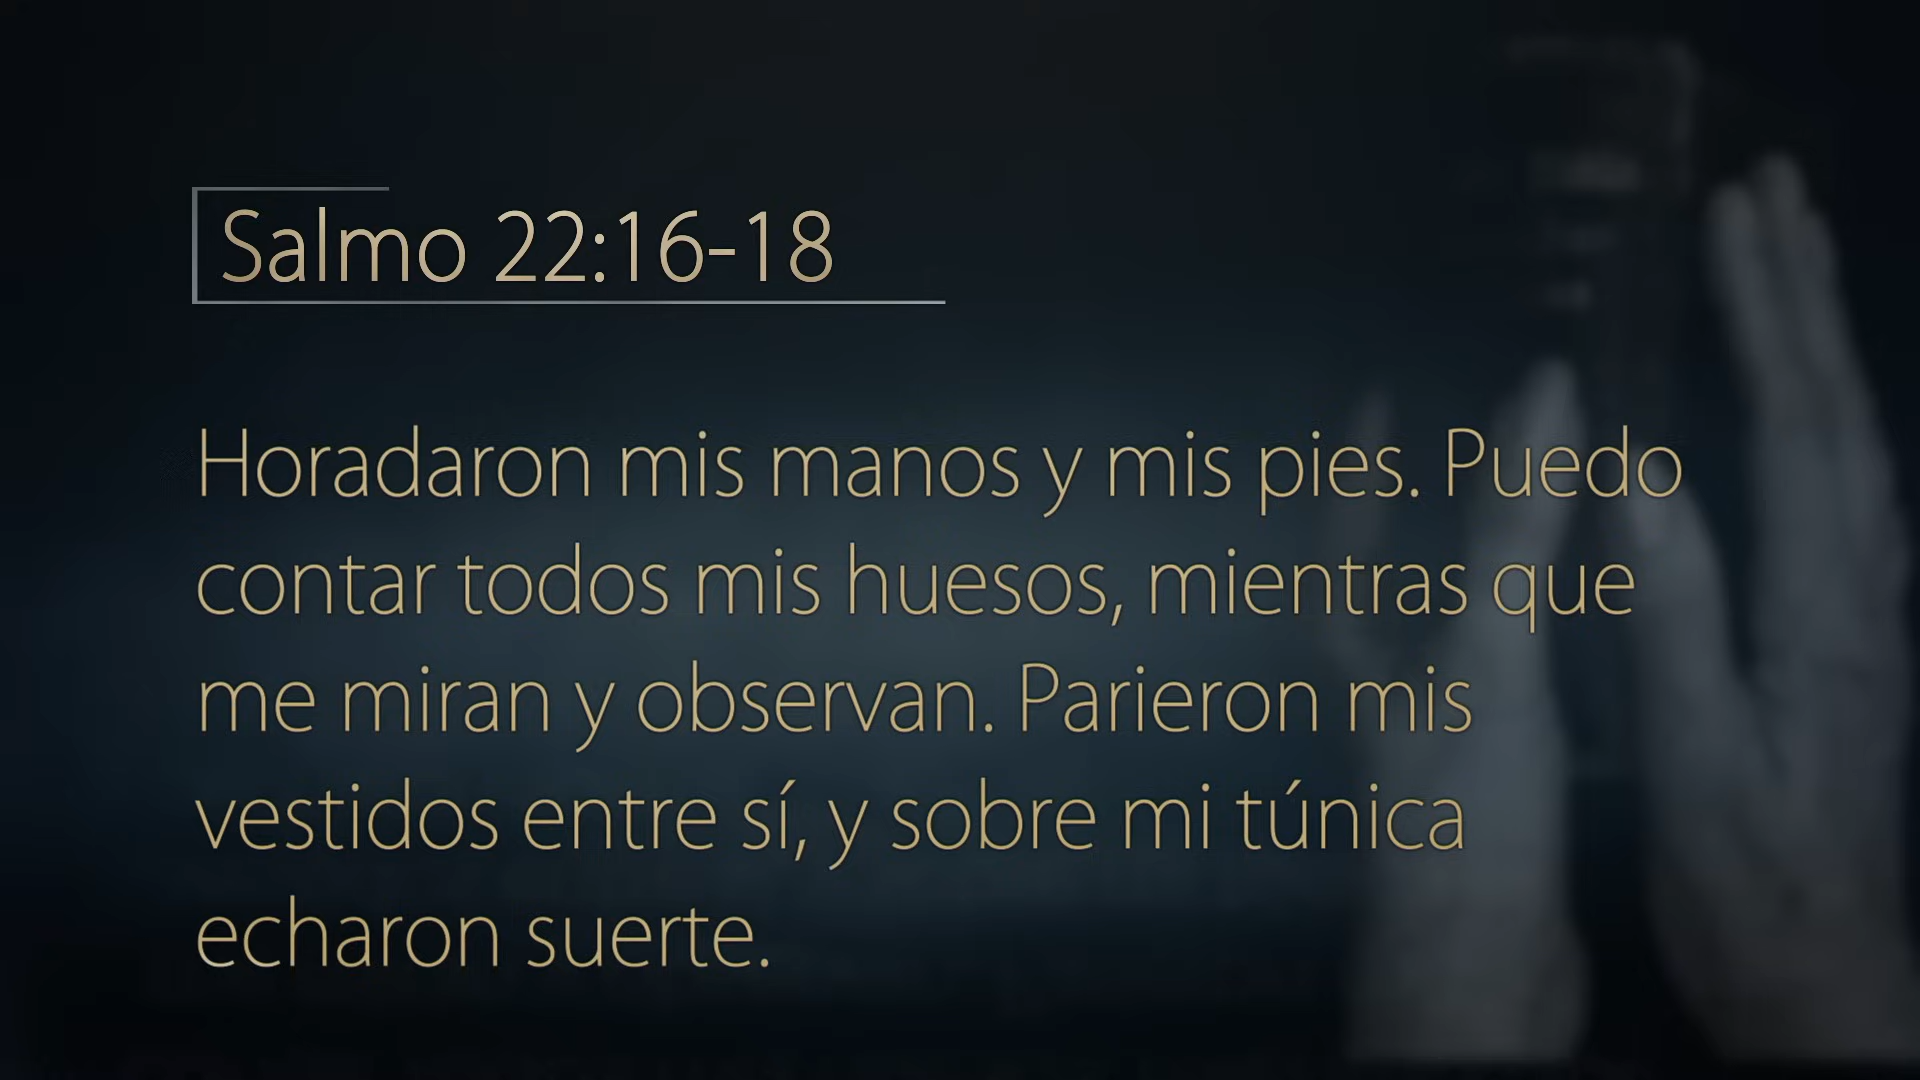 Salmo 22:16-18
Horadaron mis manos y mis pies. Puedo
contar todos mis huesos, mientras que
me miran y observan. Parieron mis
vestidos entre sí, y sobre mi túnica
echaron suerte.